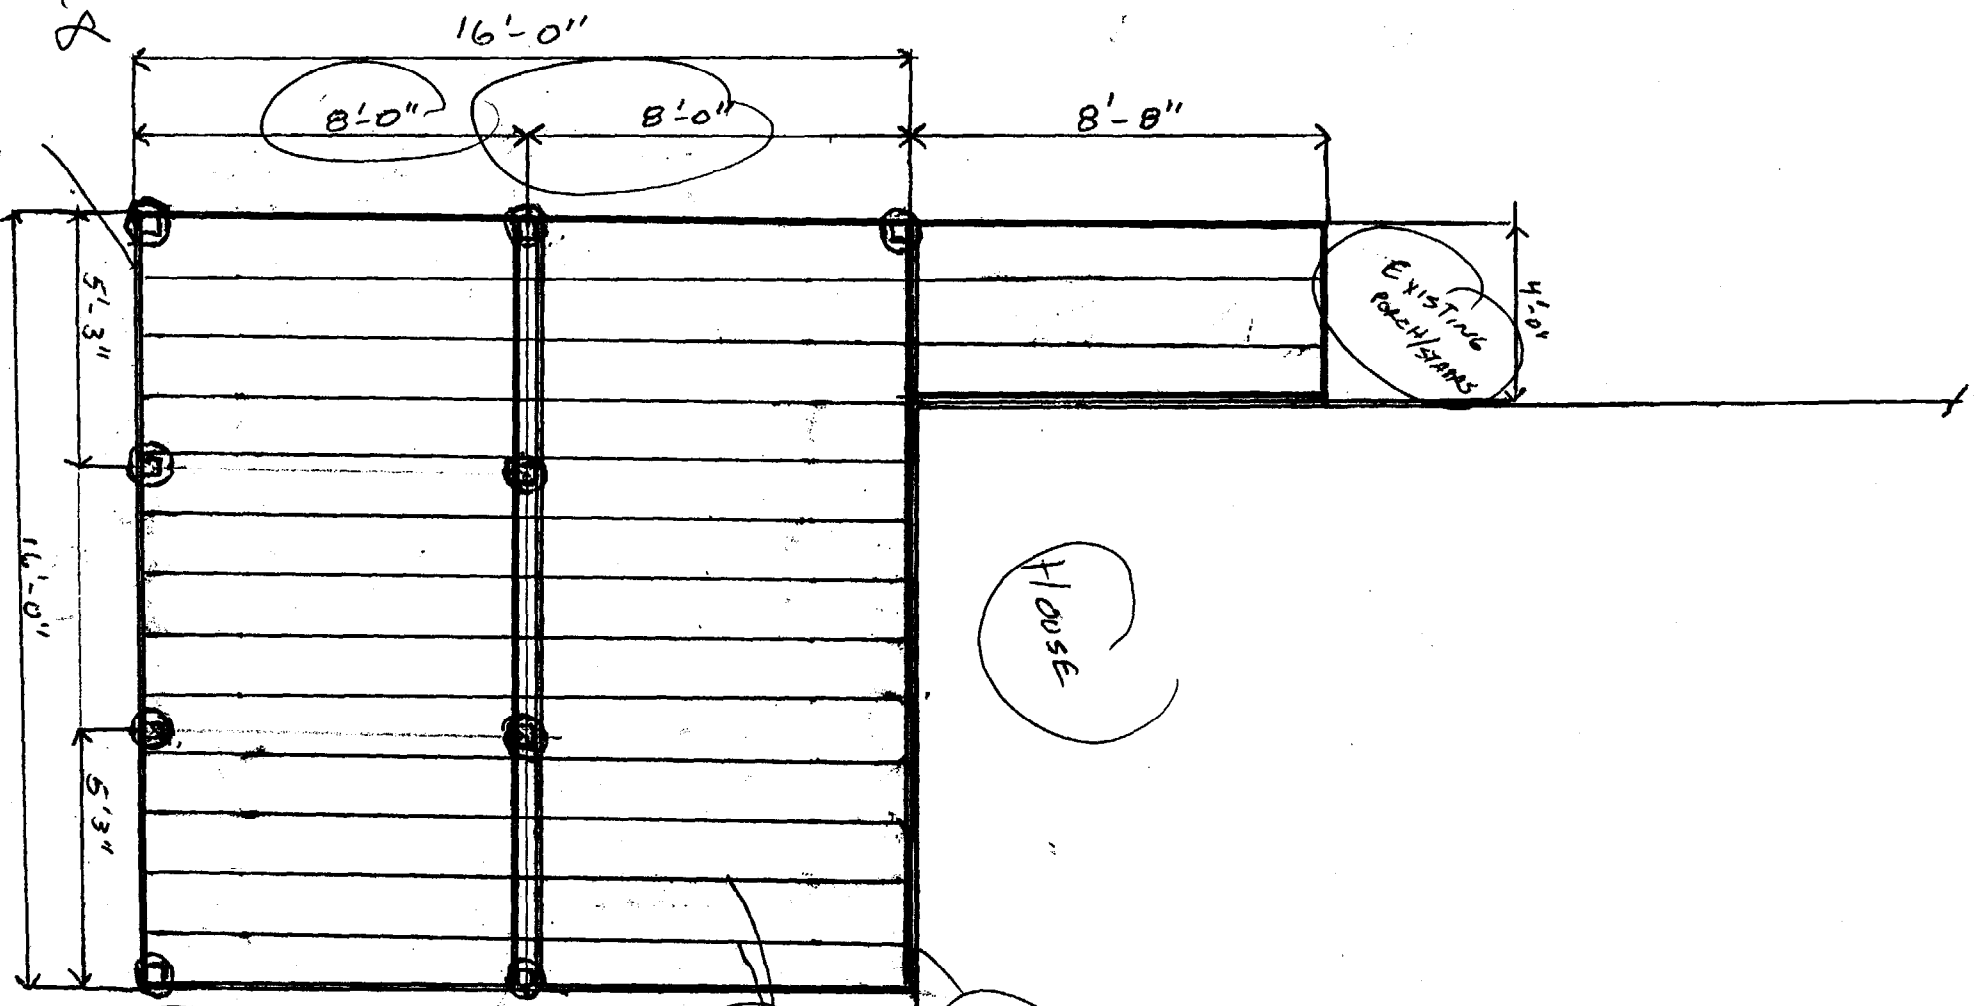 16'-0"
8'-0"
8'-0"
8'-8"
5'-3"
16'-0"
5'3"
4'-0"
EXISTING
PORCH/STAIRS
HOUSE